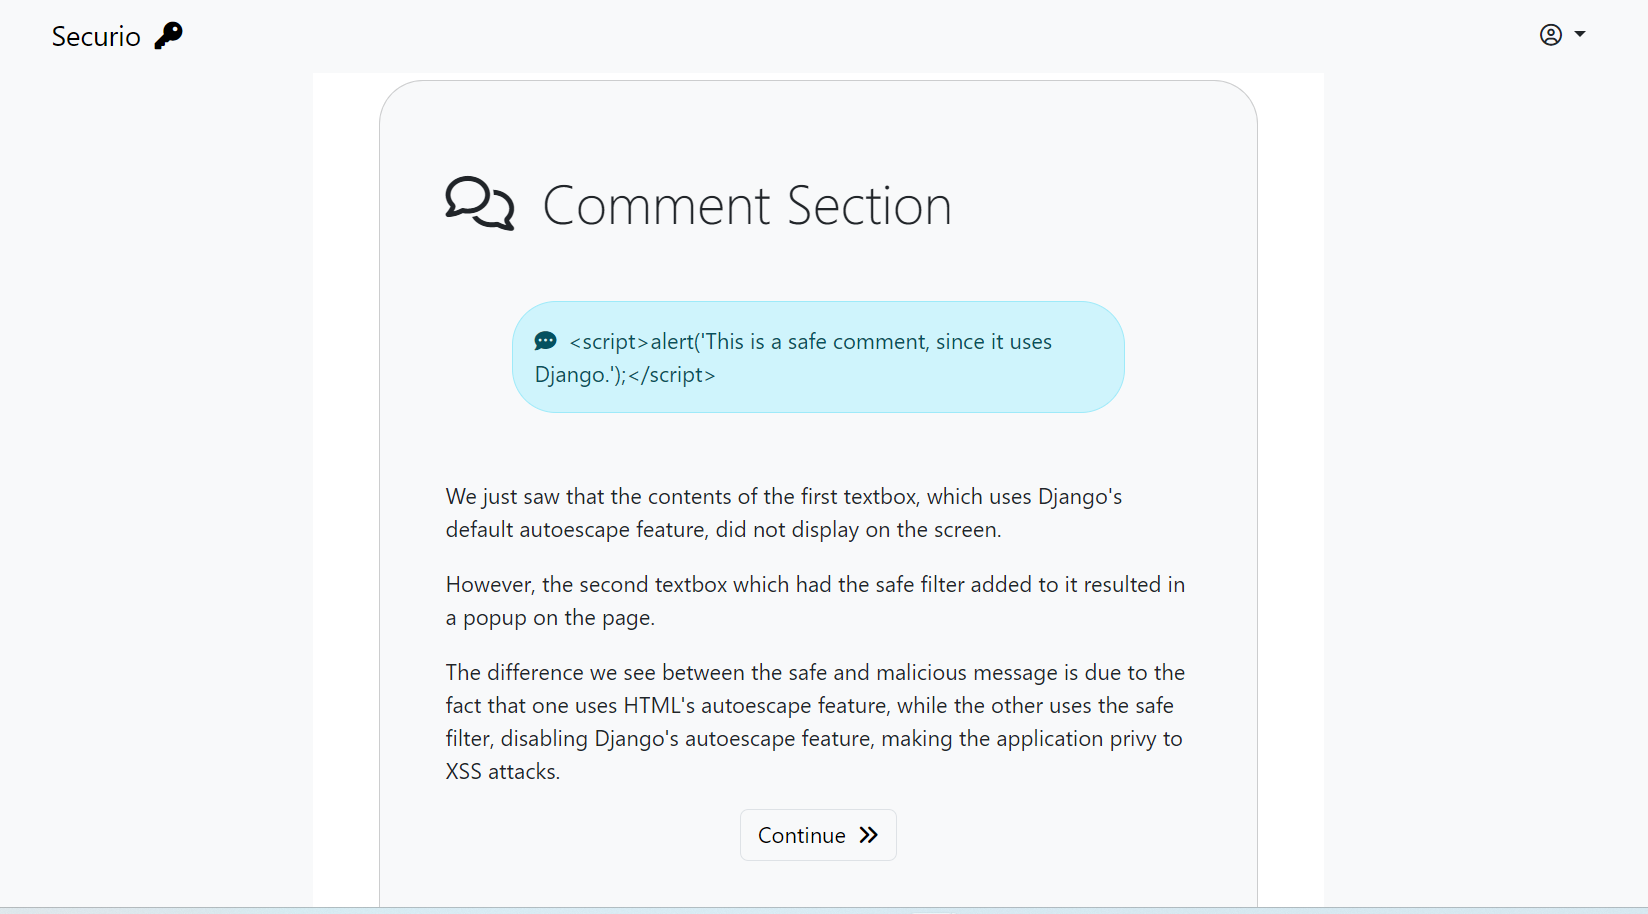 Securio
Comment Section
<script>alert('This is a safe comment, since it uses
Django.');</script>
We just saw that the contents of the first textbox, which uses Django's
default autoescape feature, did not display on the screen.
However, the second textbox which had the safe filter added to it resulted in
a popup on the page.
The difference we see between the safe and malicious message is due to the
fact that one uses HTML's autoescape feature, while the other uses the safe
filter, disabling Django's autoescape feature, making the application privy to
XSS attacks.
Continue